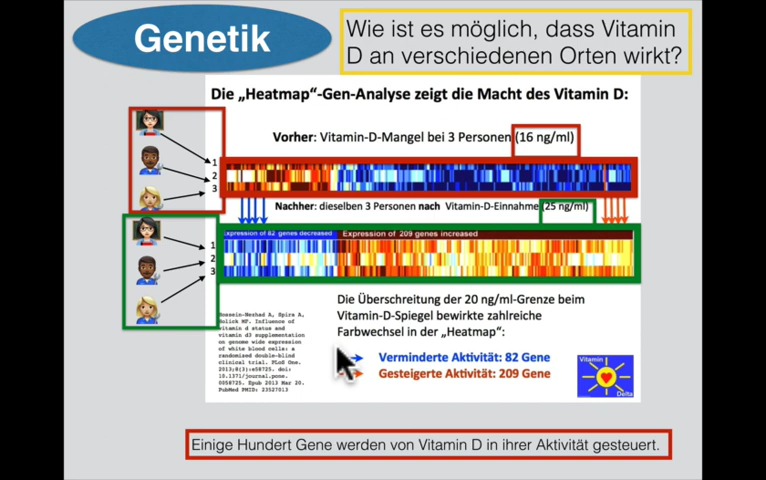 Genetik
Wie ist es möglich, dass Vitamin
D an verschiedenen Orten wirkt?
Die „Heatmap“-Gen-Analyse zeigt die Macht des Vitamin D:
Vorher: Vitamin-D-Mangel bei 3 Personen (16 ng/ml)
1
2
3
Nachher: dieselben 3 Personen nach Vitamin-D-Einnahme (25 ng/ml)
Expression of 82 genes decreased Expression of 209 genes increased
1
2
3
Die Überschreitung der 20 ng/ml-Grenze beim
Vitamin-D-Spiegel bewirkte zahlreiche
Farbwechsel in der „Heatmap“:
Verminderte Aktivität: 82 Gene
Gesteigerte Aktivität: 209 Gene
Hossein-Nezhad A, Spira A,
Holick MF. Influence of
vitamin d status and
vitamin d3 supplementation
on genome wide expression
of white blood cells: a
randomized double-blind
clinical trial. PLoS One.
2013;8(3):e58725. doi:
10.1371/journal.pone.
0058725. Epub 2013 Mar 20.
PubMed PMID: 23527013
Vitamin
Delta
Einige Hundert Gene werden von Vitamin D in ihrer Aktivität gesteuert.